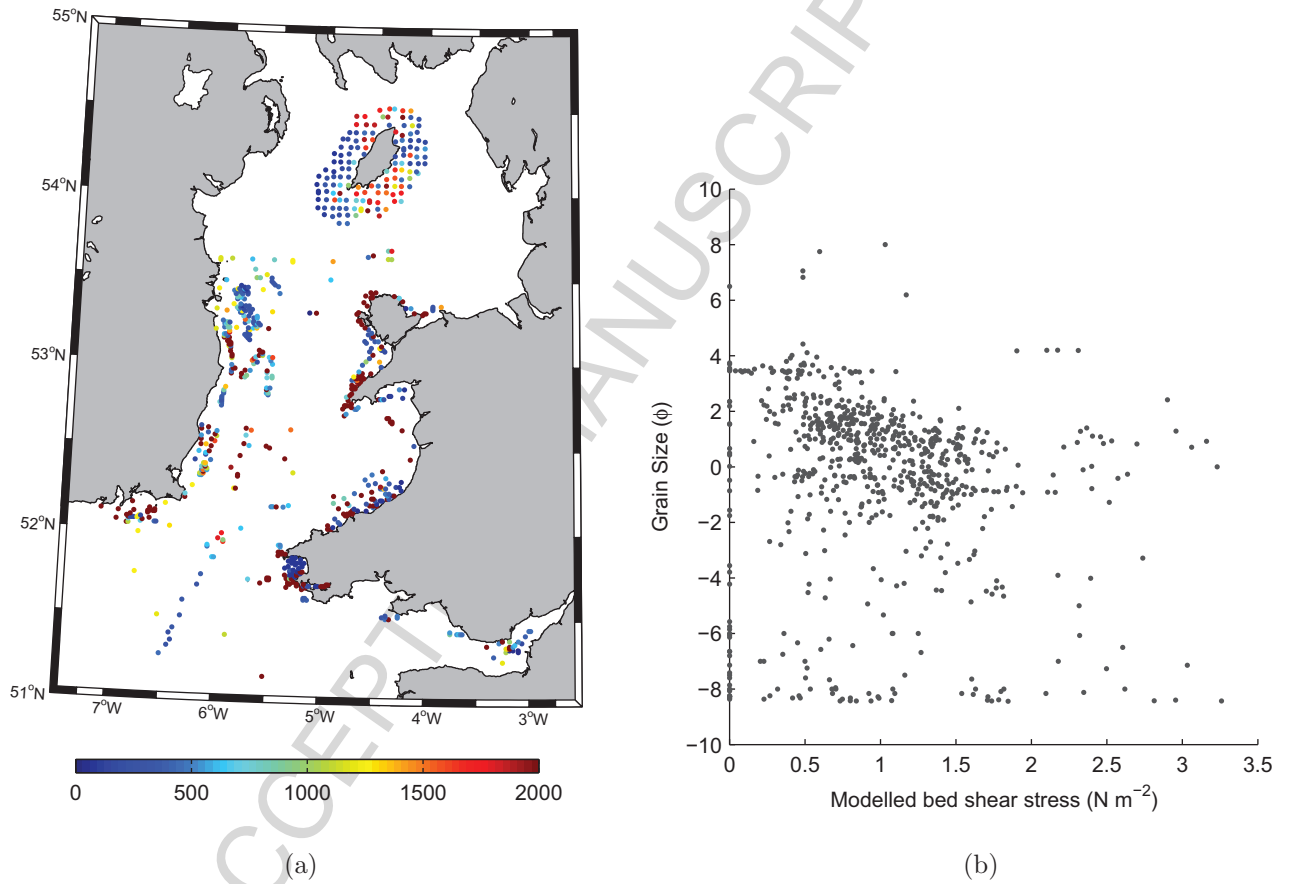 55°N
54°N
53°N
52°N
51°N
7°W 6°W 5°W 4°W 3°W
0 500 1000 1500 2000
(a)
10
8
6
4
2
0
−2
−4
−6
−8
−10
Grain Size (ϕ)
0 0.5 1 1.5 2 2.5 3 3.5
Modelled bed shear stress (N m⁻²)
(b)
CCEPT
ANUSCRIP